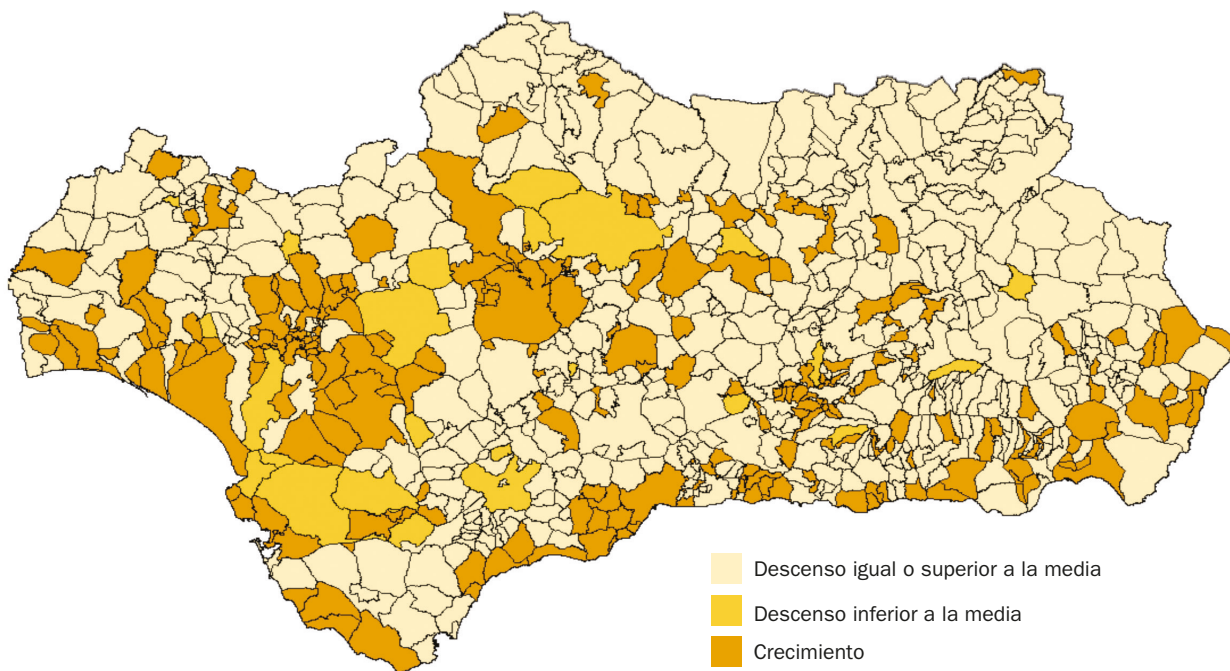 Descenso igual o superior a la media
Descenso inferior a la media
Crecimiento